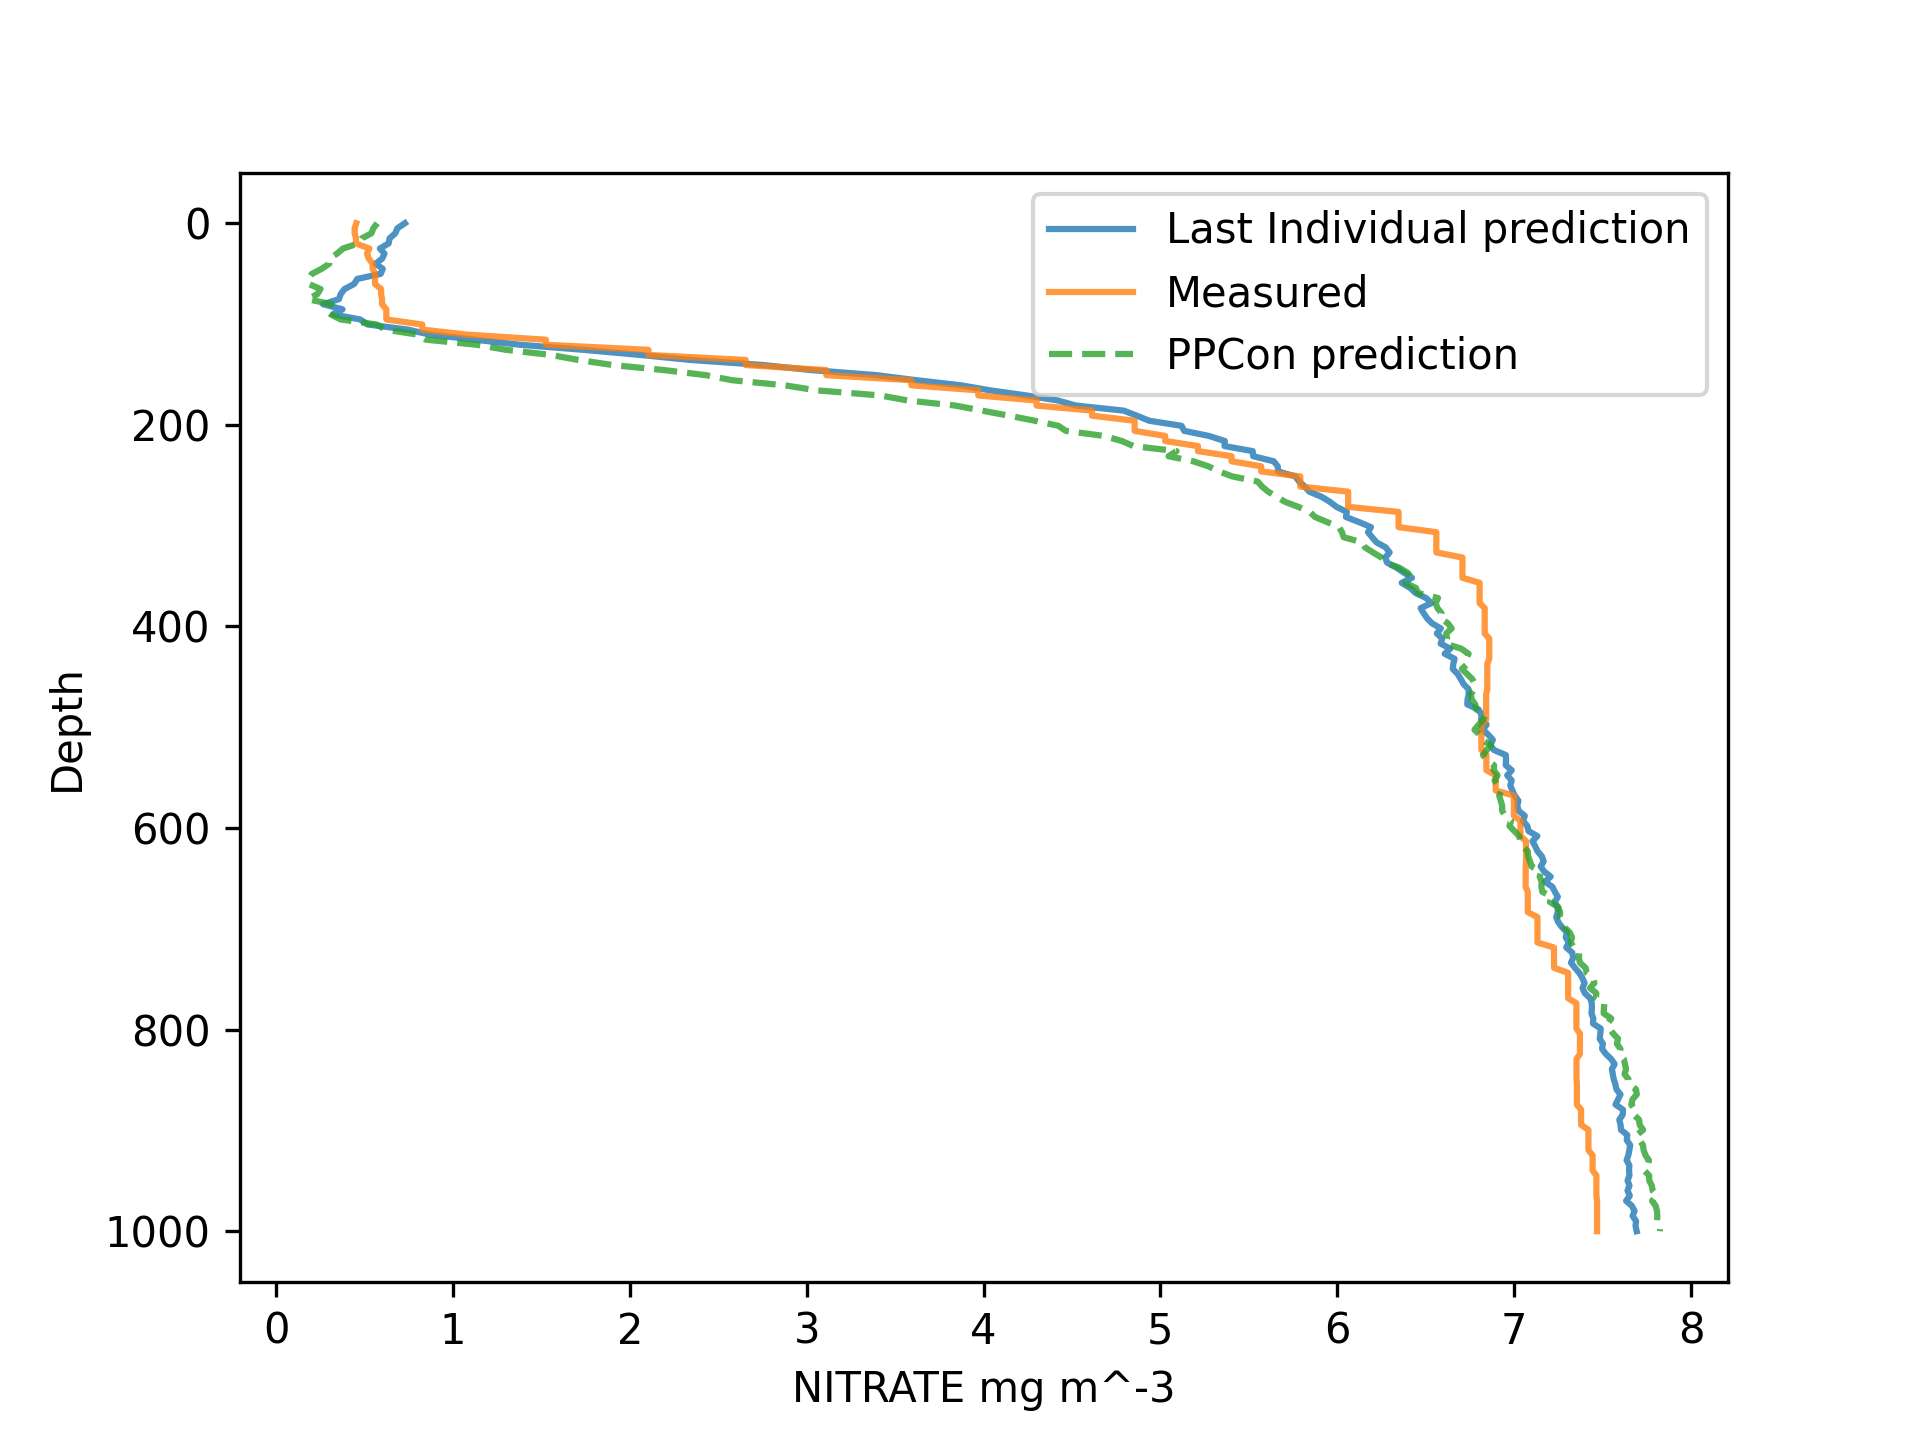 Last Individual prediction
Measured
PPCon prediction
0
200
400
600
800
1000
Depth
0 1 2 3 4 5 6 7 8
NITRATE mg m^-3